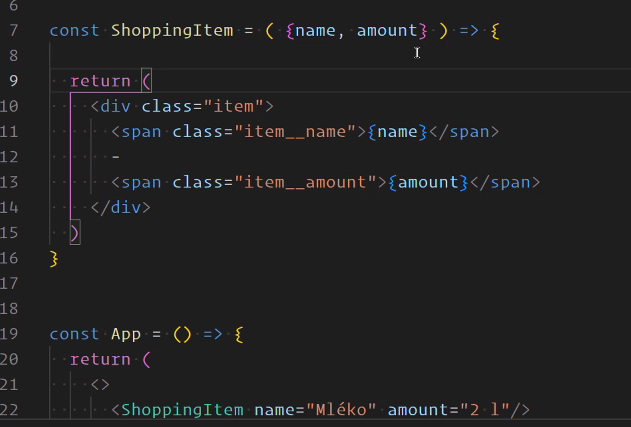 6
7 const ShoppingItem = ( {name, amount} ) => {
8
9 return (
10 <div class="item">
11 <span class="item__name">{name}</span>
12 -
13 <span class="item__amount">{amount}</span>
14 </div>
15 )
16 }
17
18
19 const App = () => {
20 return (
21 <>
22 <ShoppingItem name="Mléko" amount="2 l"/>